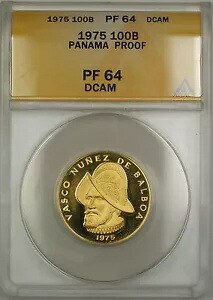 1975 100B PF 64 DCAM
1975 100B
PANAMA PROOF
PF 64
DCAM
VASCO NUÑEZ DE BALBOA
1975